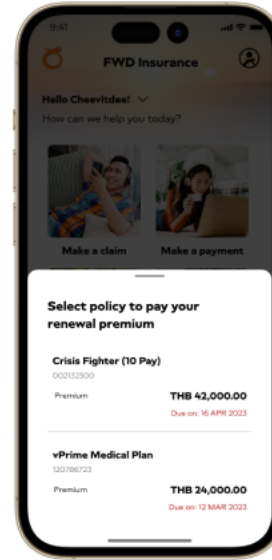 9:41
FWD Insurance
Hello Cheevitdee!
How can we help you today?
Make a claim
Make a payment
Select policy to pay your
renewal premium
Crisis Fighter (10 Pay)
002132500
Premium
THB 42,000.00
Due on: 16 APR 2023
vPrime Medical Plan
120786723
Premium
THB 24,000.00
Due on: 12 MAR 2023